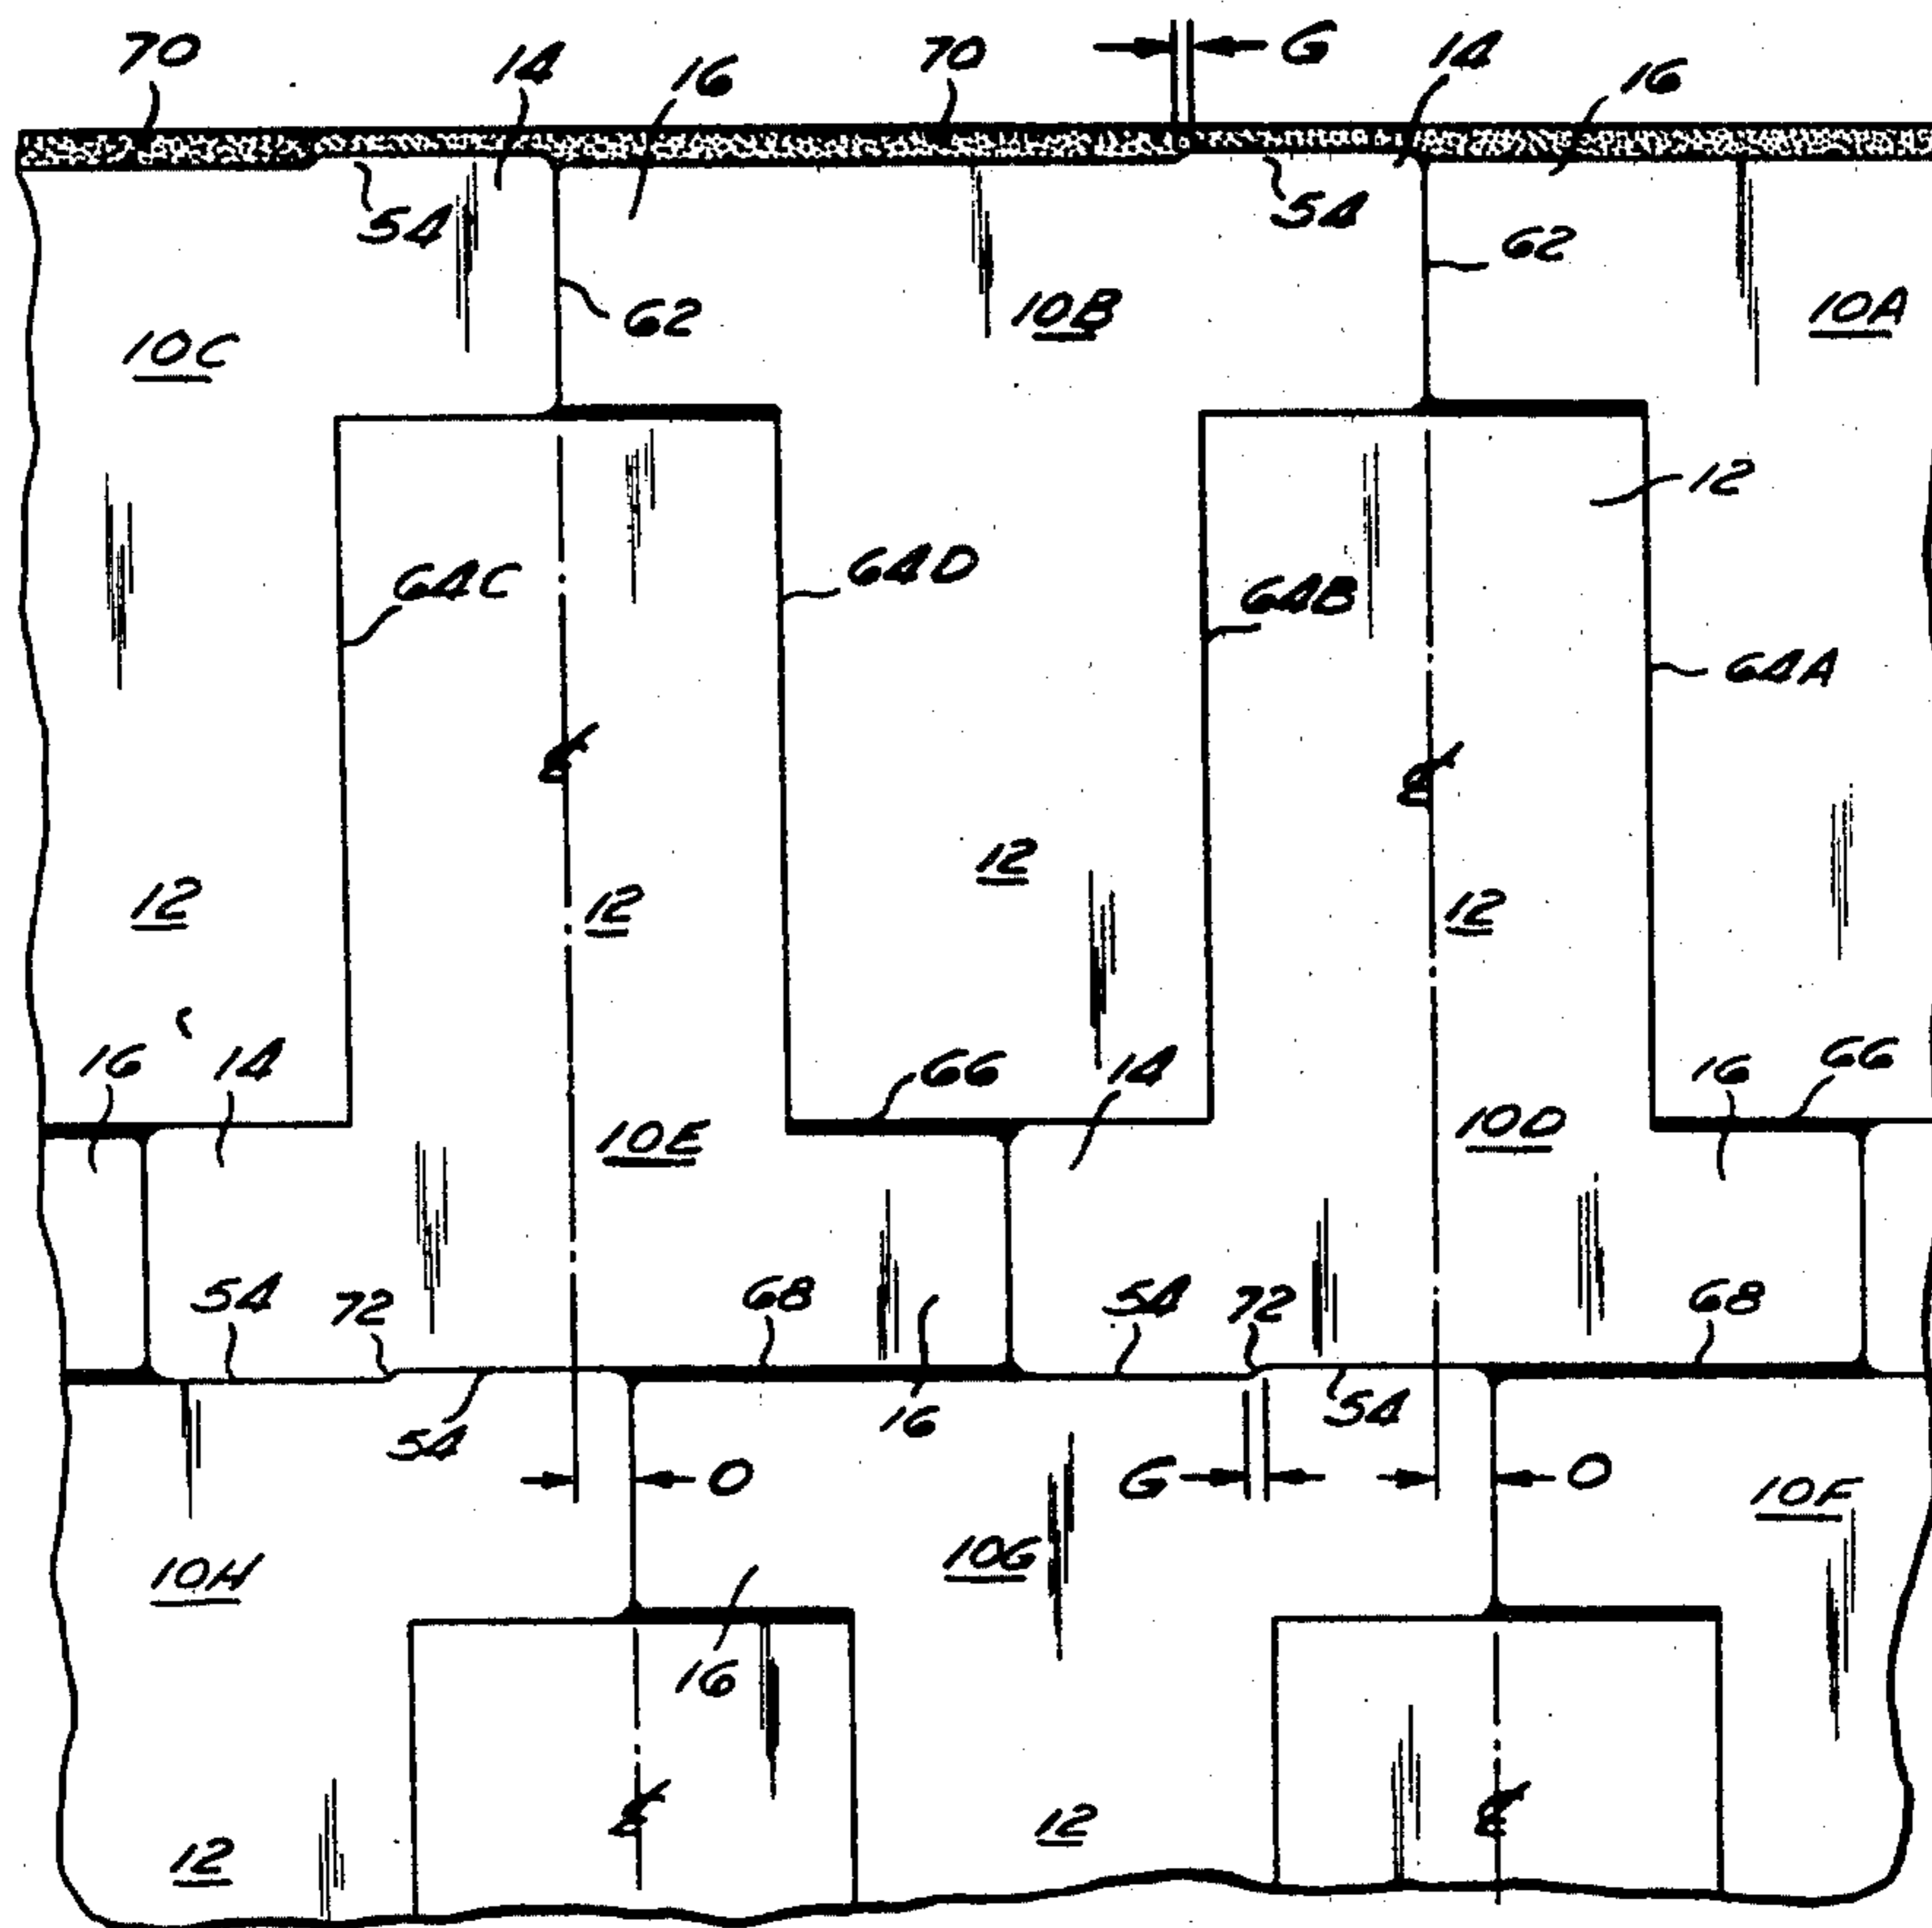 70 14 16 70 G 14 16
54 54
62 62
10C 10B 10A
12
64C 64D 64B
64A
℄ ℄
12 12 12 12
16 14 66 14 16 66
10E 10D
54 72 68 54 72 68
54 16 54
O G O
10H 10G 10F
16
℄ ℄
12 12